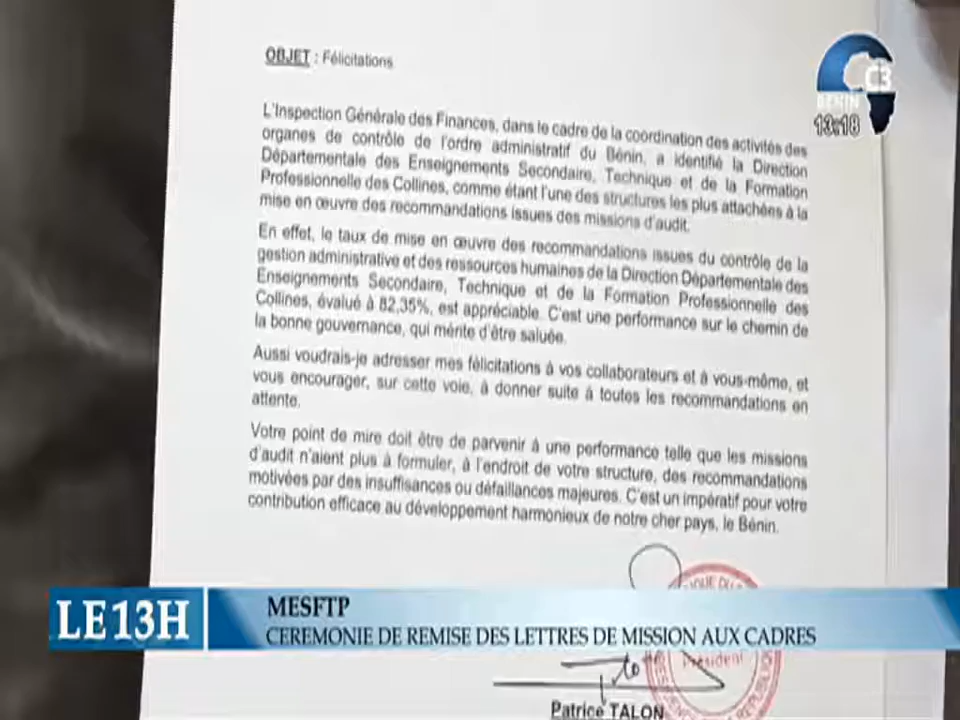 OBJET : Félicitations
C3
BENIN
13:18
L'Inspection Générale des Finances, dans le cadre de la coordination des activités des
organes de contrôle de l'ordre administratif du Bénin, a identifié la Direction
Départementale des Enseignements Secondaire, Technique et de la Formation
Professionnelle des Collines, comme étant l'une des structures les plus attachées à la
mise en œuvre des recommandations issues des missions d'audit.
En effet, le taux de mise en œuvre des recommandations issues du contrôle de la
gestion administrative et des ressources humaines de la Direction Départementale des
Enseignements Secondaire, Technique et de la Formation Professionnelle des
Collines, évalué à 82,35%, est appréciable. C'est une performance sur le chemin de
la bonne gouvernance, qui mérite d'être saluée.
Aussi voudrais-je adresser mes félicitations à vos collaborateurs et à vous-même, et
vous encourager, sur cette voie, à donner suite à toutes les recommandations en
attente.
Votre point de mire doit être de parvenir à une performance telle que les missions
d'audit n'aient plus à formuler, à l'endroit de votre structure, des recommandations
motivées par des insuffisances ou défaillances majeures. C'est un impératif pour votre
contribution efficace au développement harmonieux de notre cher pays, le Bénin.
LE 13H
MESFTP
CEREMONIE DE REMISE DES LETTRES DE MISSION AUX CADRES
Président
Patrice TALON